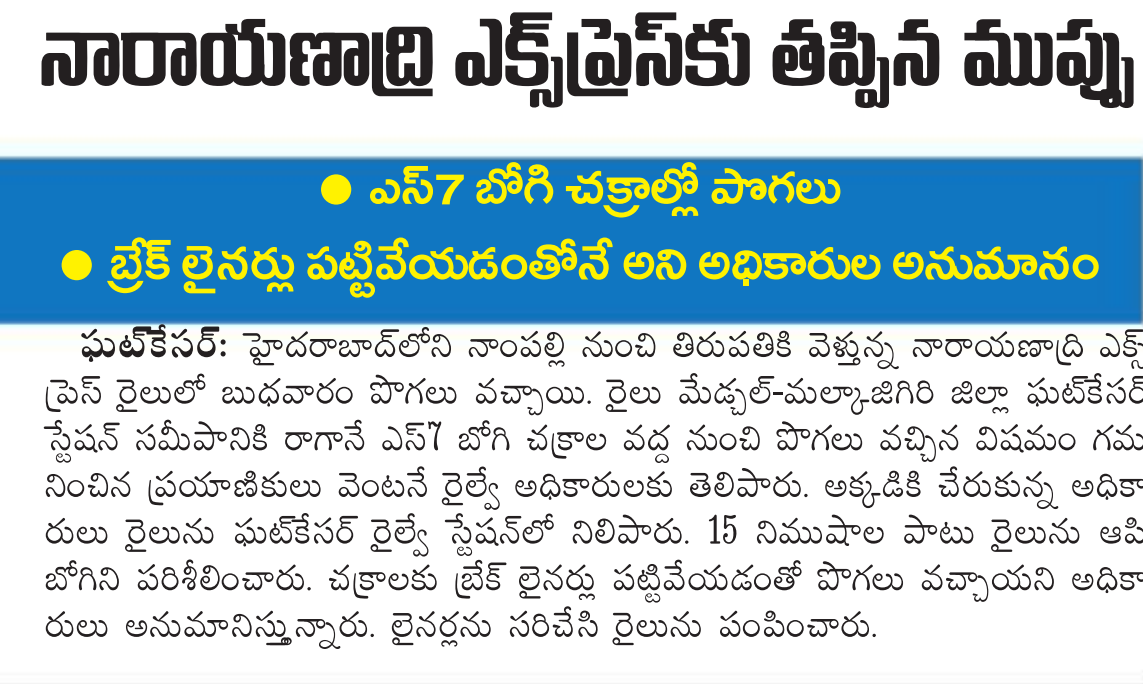 నారాయణాద్రి ఎక్స్‌ప్రెస్‌కు తప్పిన ముప్పు
● ఎస్7 బోగి చక్రాల్లో పొగలు
● బ్రేక్ లైనర్లు పట్టివేయడంతోనే అని అధికారుల అనుమానం
ఘట్‌కేసర్: హైదరాబాద్‌లోని నాంపల్లి నుంచి తిరుపతికి వెళ్తున్న నారాయణాద్రి ఎక్స్
ప్రెస్ రైలులో బుధవారం పొగలు వచ్చాయి. రైలు మేడ్చల్-మల్కాజిగిరి జిల్లా ఘట్‌కేసర్
స్టేషన్ సమీపానికి రాగానే ఎస్7 బోగి చక్రాల వద్ద నుంచి పొగలు వచ్చిన విషమం గమ
నించిన ప్రయాణికులు వెంటనే రైల్వే అధికారులకు తెలిపారు. అక్కడికి చేరుకున్న అధికా
రులు రైలును ఘట్‌కేసర్ రైల్వే స్టేషన్‌లో నిలిపారు. 15 నిముషాల పాటు రైలును ఆపి
బోగిని పరిశీలించారు. చక్రాలకు బ్రేక్ లైనర్లు పట్టివేయడంతో పొగలు వచ్చాయని అధికా
రులు అనుమానిస్తున్నారు. లైనర్లను సరిచేసి రైలును పంపించారు.